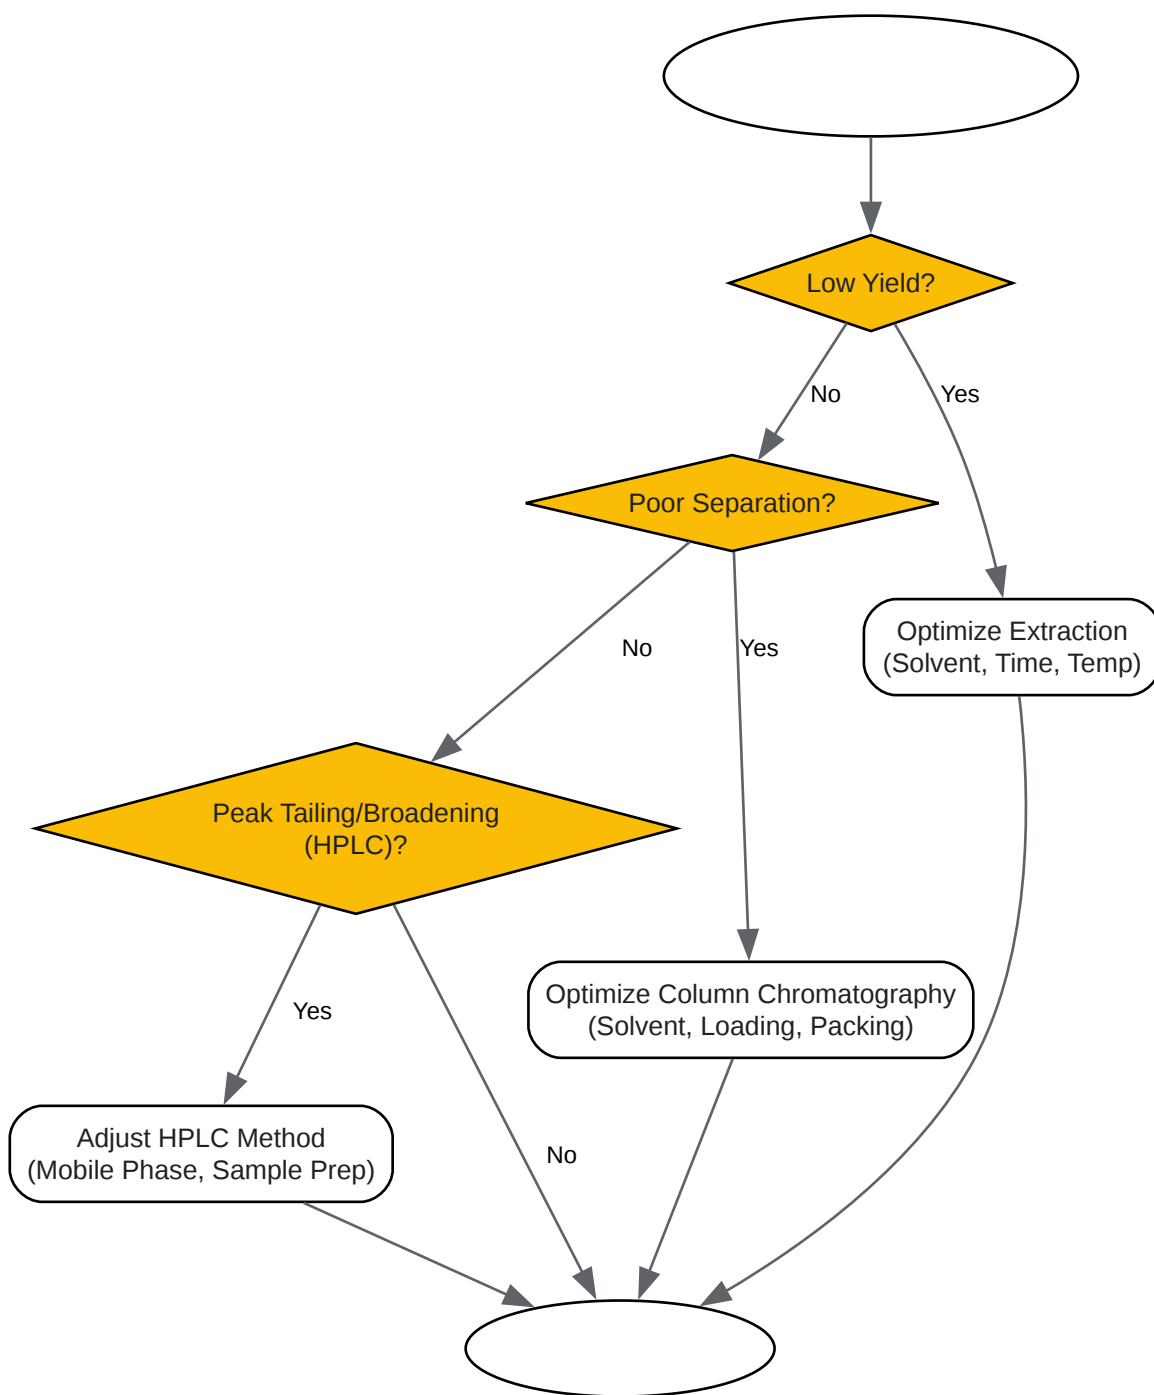 Low Yield?
No
Yes
Poor Separation?
Optimize Extraction
(Solvent, Time, Temp)
No
Yes
Peak Tailing/Broadening
(HPLC)?
Optimize Column Chromatography
(Solvent, Loading, Packing)
Yes
Adjust HPLC Method
(Mobile Phase, Sample Prep)
No